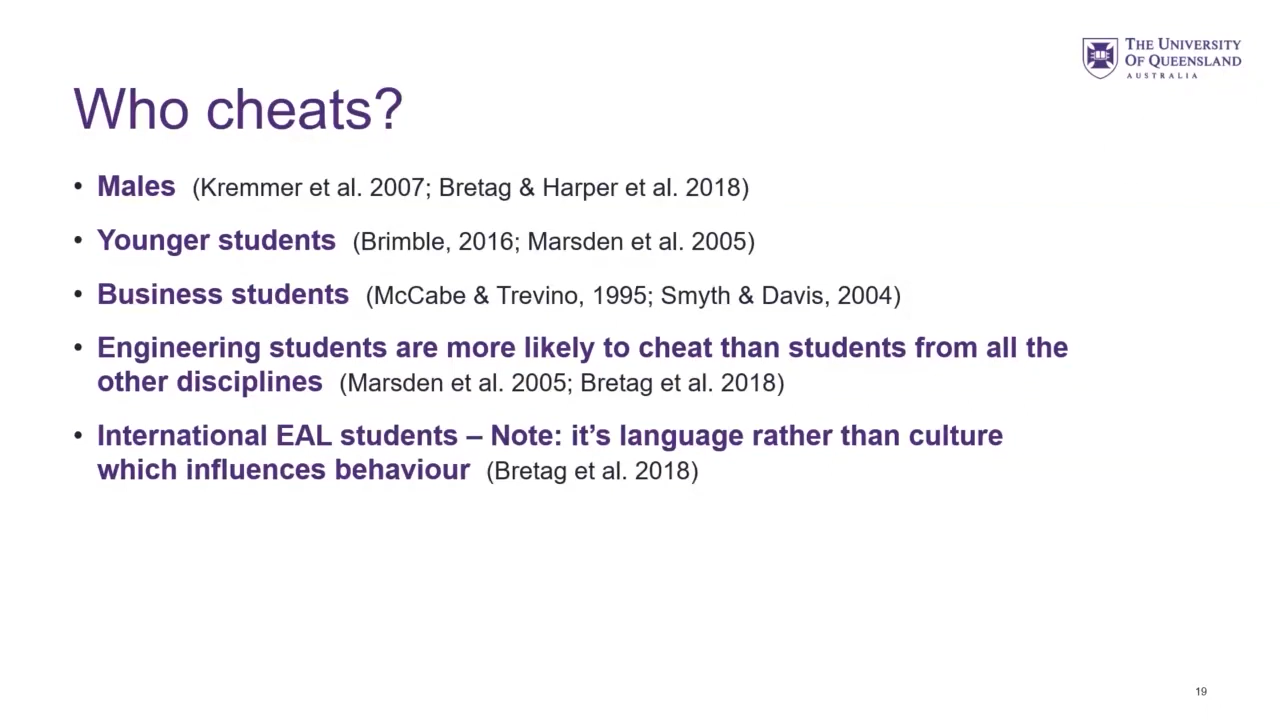 THE UNIVERSITY
OF QUEENSLAND
AUSTRALIA
Who cheats?
• Males (Kremmer et al. 2007; Bretag & Harper et al. 2018)
• Younger students (Brimble, 2016; Marsden et al. 2005)
• Business students (McCabe & Trevino, 1995; Smyth & Davis, 2004)
• Engineering students are more likely to cheat than students from all the
other disciplines (Marsden et al. 2005; Bretag et al. 2018)
• International EAL students – Note: it’s language rather than culture
which influences behaviour (Bretag et al. 2018)
19